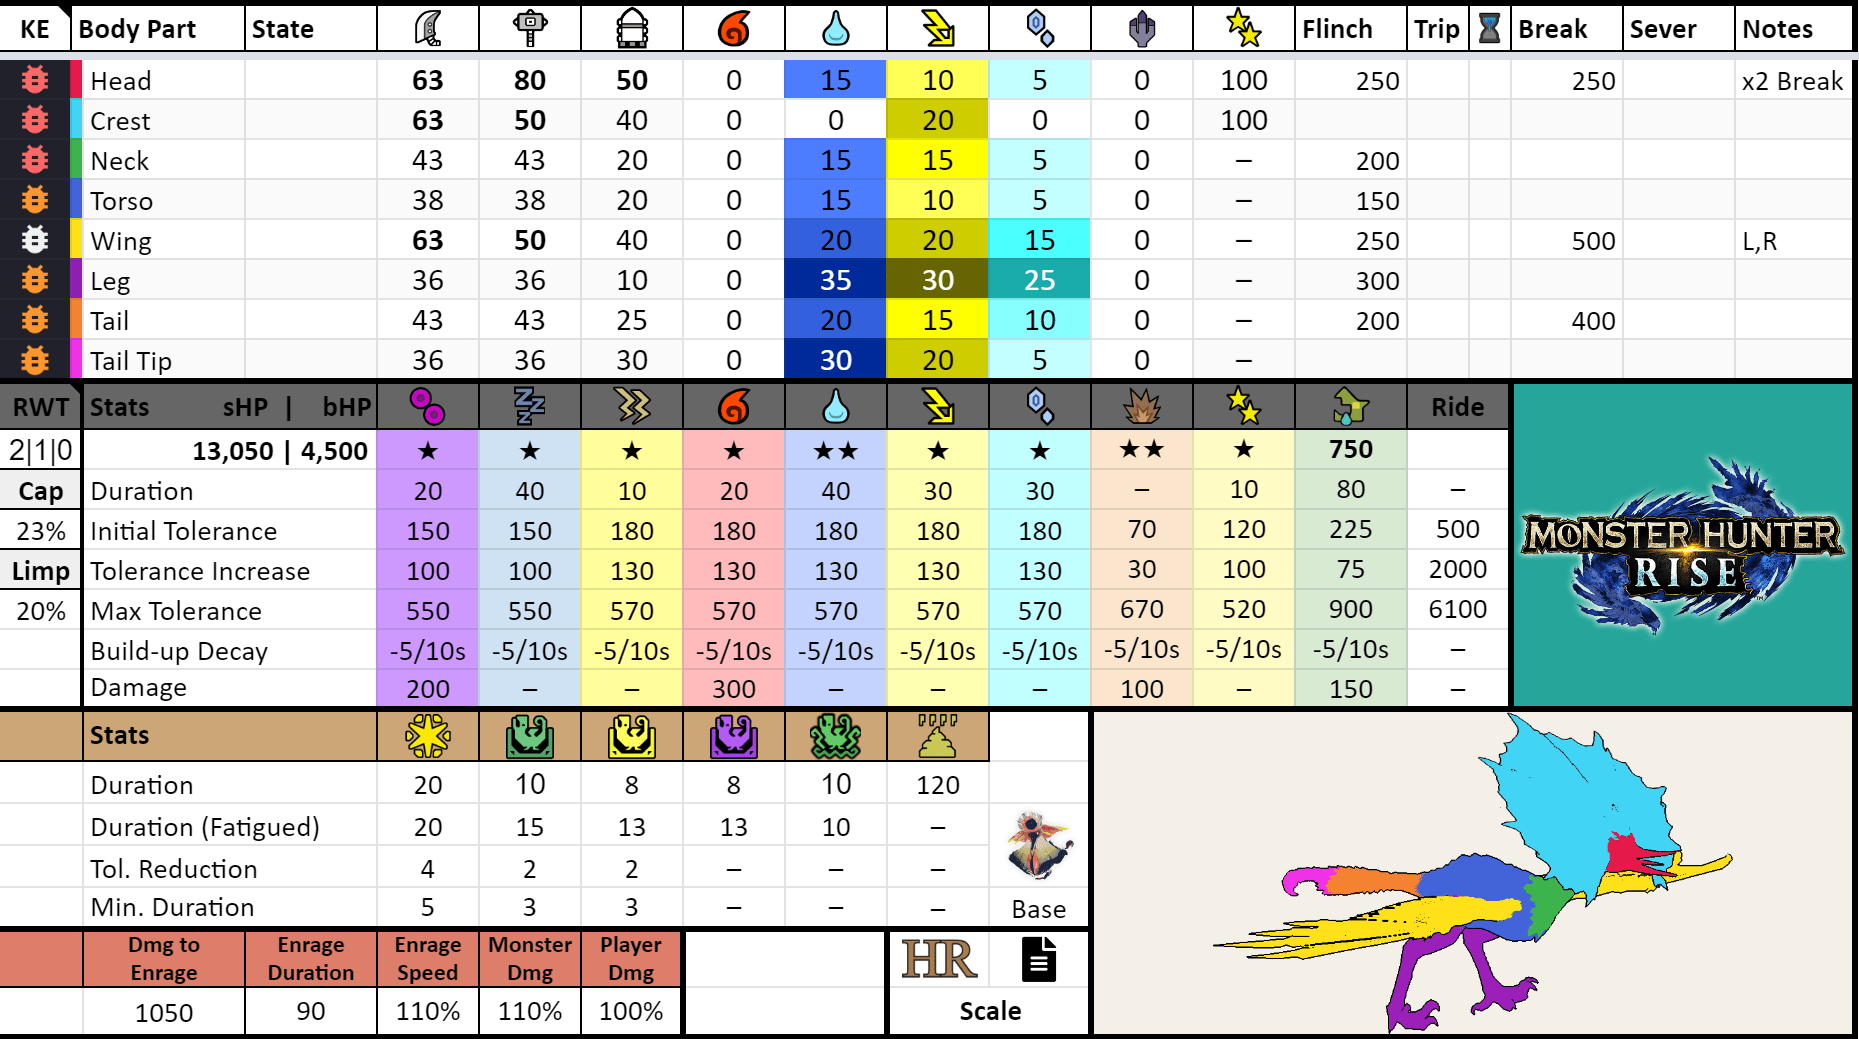 KE Body Part State Flinch Trip Break Sever Notes
Head 63 80 50 0 15 10 5 0 100 250 250 x2 Break
Crest 63 50 40 0 0 20 0 0 100
Neck 43 43 20 0 15 15 5 0 – 200
Torso 38 38 20 0 15 10 5 0 – 150
Wing 63 50 40 0 20 20 15 0 – 250 500 L,R
Leg 36 36 10 0 35 30 25 0 – 300
Tail 43 43 25 0 20 15 10 0 – 200 400
Tail Tip 36 36 30 0 30 20 5 0 –
RWT Stats sHP | bHP Ride
2|1|0 13,050 | 4,500 ★ ★ ★ ★ ★★ ★ ★ ★★ ★ 750
Cap Duration 20 40 10 20 40 30 30 – 10 80 –
23% Initial Tolerance 150 150 180 180 180 180 180 70 120 225 500
Limp Tolerance Increase 100 100 130 130 130 130 130 30 100 75 2000
20% Max Tolerance 550 550 570 570 570 570 570 670 520 900 6100
Build-up Decay -5/10s -5/10s -5/10s -5/10s -5/10s -5/10s -5/10s -5/10s -5/10s -5/10s –
Damage 200 – – 300 – – – 100 – 150 –
MONSTER HUNTER
RISE
Stats
Duration 20 10 8 8 10 120
Duration (Fatigued) 20 15 13 13 10 –
Tol. Reduction 4 2 2 – – –
Min. Duration 5 3 3 – – – Base
Dmg to Enrage Enrage Monster Player
Enrage Duration Speed Dmg Dmg HR
1050 90 110% 110% 100% Scale